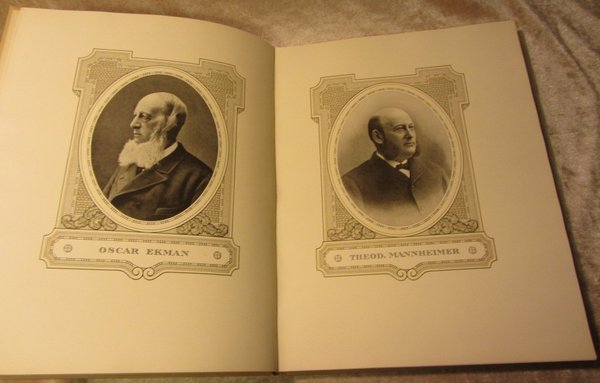 OSCAR EKMAN
THEOD. MANNHEIMER